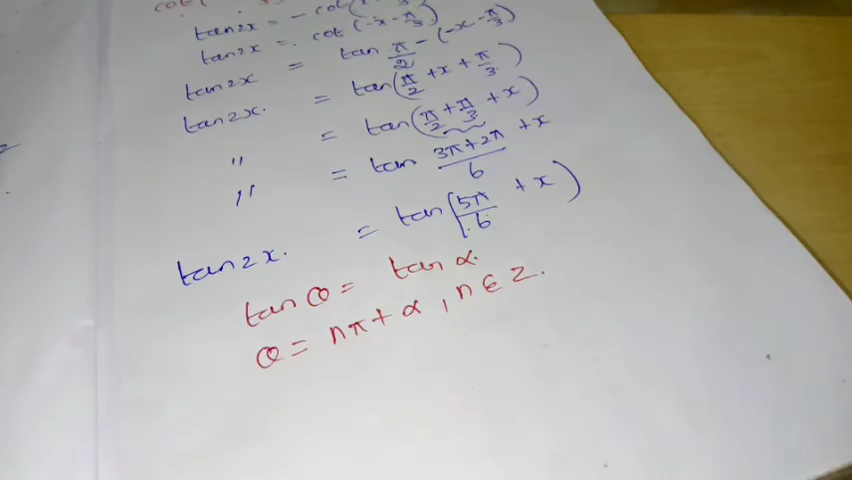 cot(
tan2x = - cot(
tan2x = cot (-x - π/3)
tan2x = tan π/2 - (-x - π/3)
tan2x. = tan(π/2 + x + π/3)
" = tan(π/2 + π/3 + x)
" = tan 3π+2π/6 + x
tan2x. = tan(5π/6 + x)
tan θ = tan α.
θ = nπ + α, n ∈ Z.